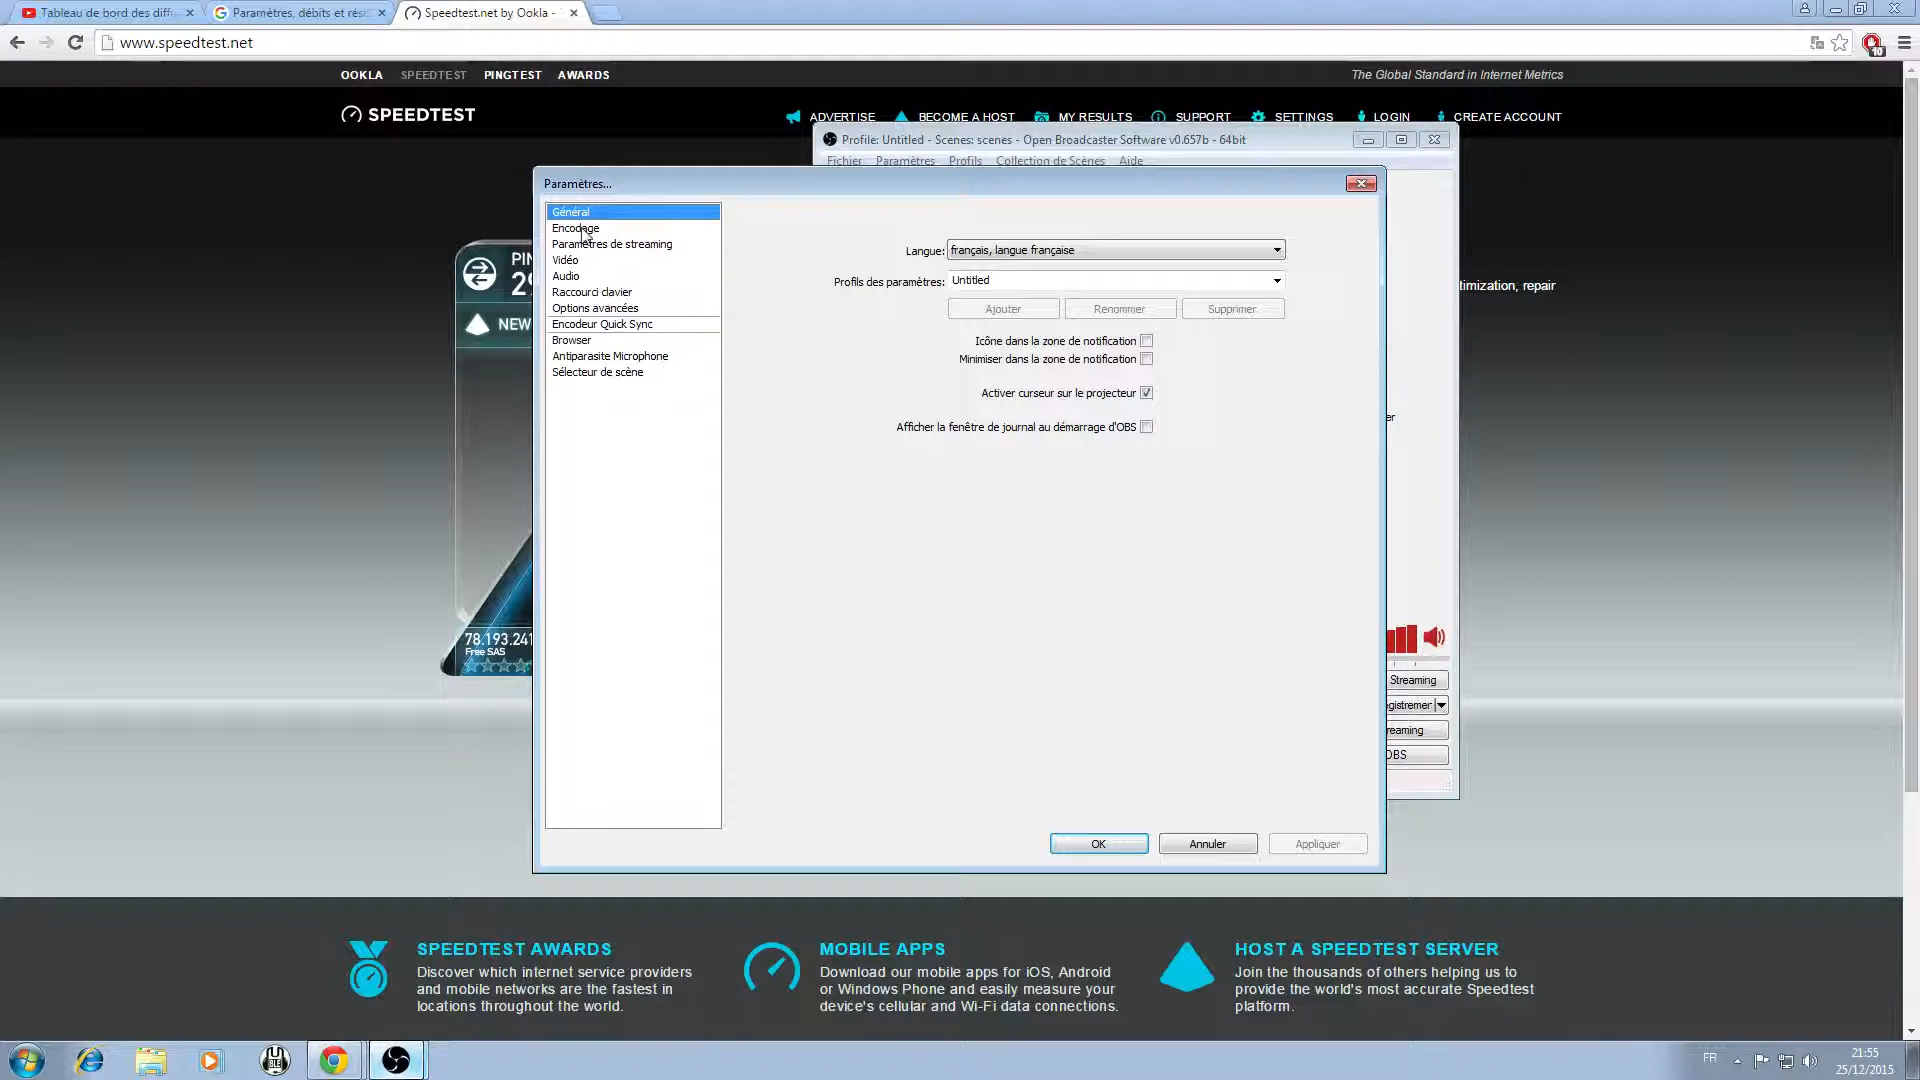 Tableau de bord des diffu
Paramètres, débits et rés
Speedtest.net by Ookla -
www.speedtest.net
10
OOKLA SPEEDTEST PINGTEST AWARDS
The Global Standard in Internet Metrics
SPEEDTEST
ADVERTISE BECOME A HOST MY RESULTS SUPPORT SETTINGS LOGIN CREATE ACCOUNT
Profile: Untitled - Scenes: scenes - Open Broadcaster Software v0.657b - 64bit
Fichier Paramètres Profils Collection de Scènes Aide
Paramètres...
Général
Encodage
Paramètres de streaming
Vidéo
Audio
Raccourci clavier
Options avancées
Encodeur Quick Sync
Browser
Antiparasite Microphone
Sélecteur de scène
Langue: français, langue française
Profils des paramètres: Untitled
Ajouter Renommer Supprimer
Icône dans la zone de notification
Minimiser dans la zone de notification
Activer curseur sur le projecteur
Afficher la fenêtre de journal au démarrage d'OBS
OK Annuler Appliquer
PIN
29
NEW
78.193.241
Free SAS
timization, repair
er
Streaming
egistremer
reaming
OBS
SPEEDTEST AWARDS
Discover which internet service providers
and mobile networks are the fastest in
locations throughout the world.
MOBILE APPS
Download our mobile apps for iOS, Android
or Windows Phone and easily measure your
device's cellular and Wi-Fi data connections.
HOST A SPEEDTEST SERVER
Join the thousands of others helping us to
provide the world's most accurate Speedtest
platform.
FR
21:55
25/12/2015